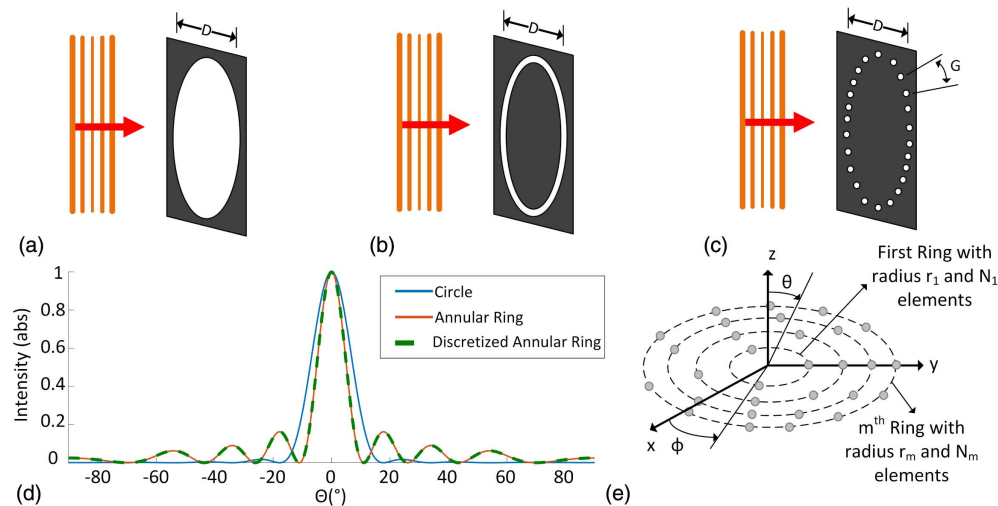 D
D
D
G
(a)
(b)
(c)
First Ring with
radius r₁ and N₁
elements
z
θ
y
x
ϕ
mᵗʰ Ring with
radius rₘ and Nₘ
elements
(e)
Intensity (abs)
1
0.8
0.6
0.4
0.2
0
Circle
Annular Ring
Discretized Annular Ring
-80 -60 -40 -20 0 20 40 60 80
Θ(°)
(d)